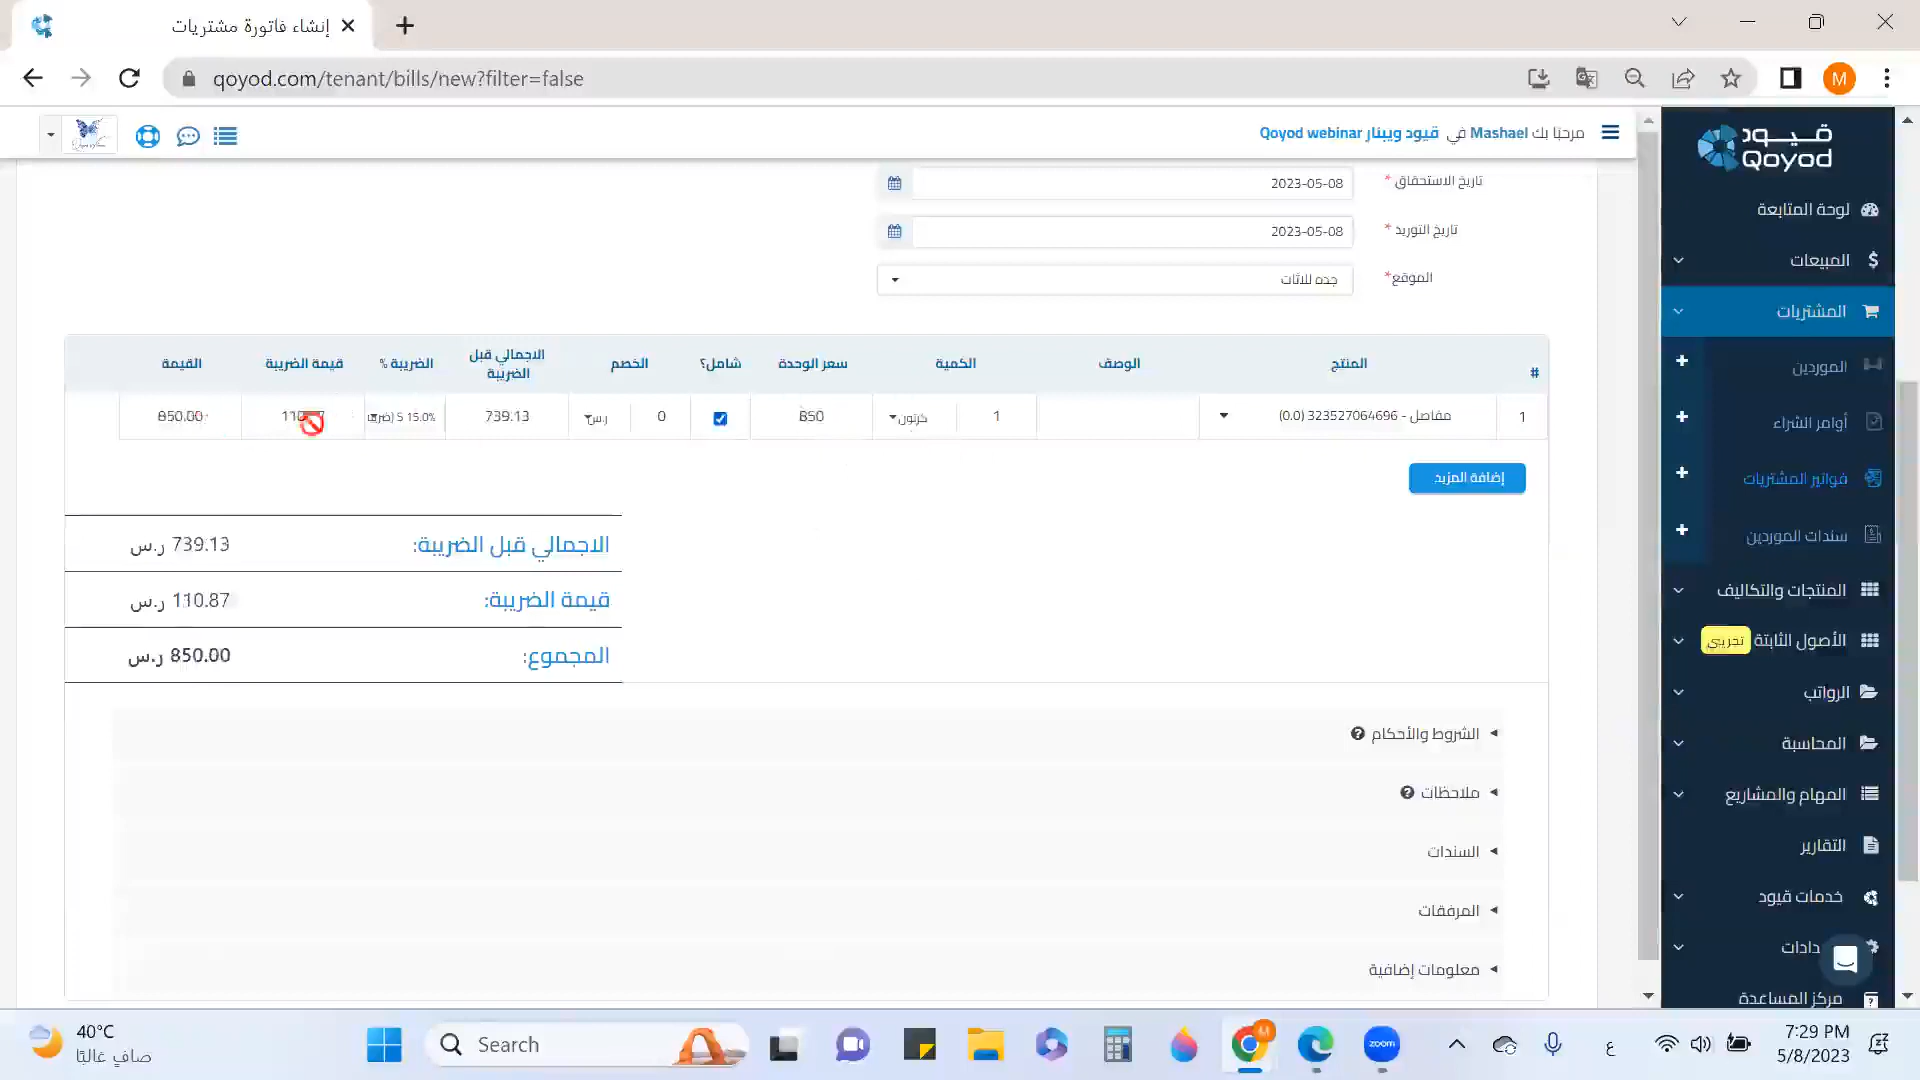 إنشاء فاتورة مشتريات
qoyod.com/tenant/bills/new?filter=false
M
مرحبًا بك Mashael في قيود ويبنار Qoyod webinar
قيود
Qoyod
لوحة المتابعة
المبيعات
المشتريات
الموردين
أوامر الشراء
فواتير المشتريات
سندات الموردين
المنتجات والتكاليف
الأصول الثابتة تجريبي
الرواتب
المحاسبة
المهام والمشاريع
التقارير
خدمات قيود
مركز المساعدة
تاريخ الاستحقاق *
2023-05-08
تاريخ التوريد *
2023-05-08
الموقع*
جده للاثاث
# المنتج الوصف الكمية سعر الوحدة شامل؟ الخصم الاجمالي قبل الضريبة الضريبة % قيمة الضريبة القيمة
1 مفاصل - 323527064696 (0.0) 1 كرتون 850 0 ر.س 739.13 S 15.0% 850.00
إضافة المزيد
الاجمالي قبل الضريبة: 739.13 ر.س
قيمة الضريبة: 110.87 ر.س
المجموع: 850.00 ر.س
الشروط والأحكام
ملاحظات
السندات
المرفقات
معلومات إضافية
40°C
صافٍ غالبًا
Search
M
zoom
ع
7:29 PM
5/8/2023